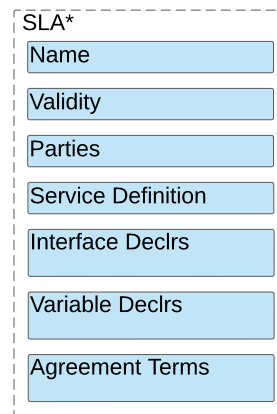 SLA*
Name
Validity
Parties
Service Definition
Interface Declrs
Variable Declrs
Agreement Terms